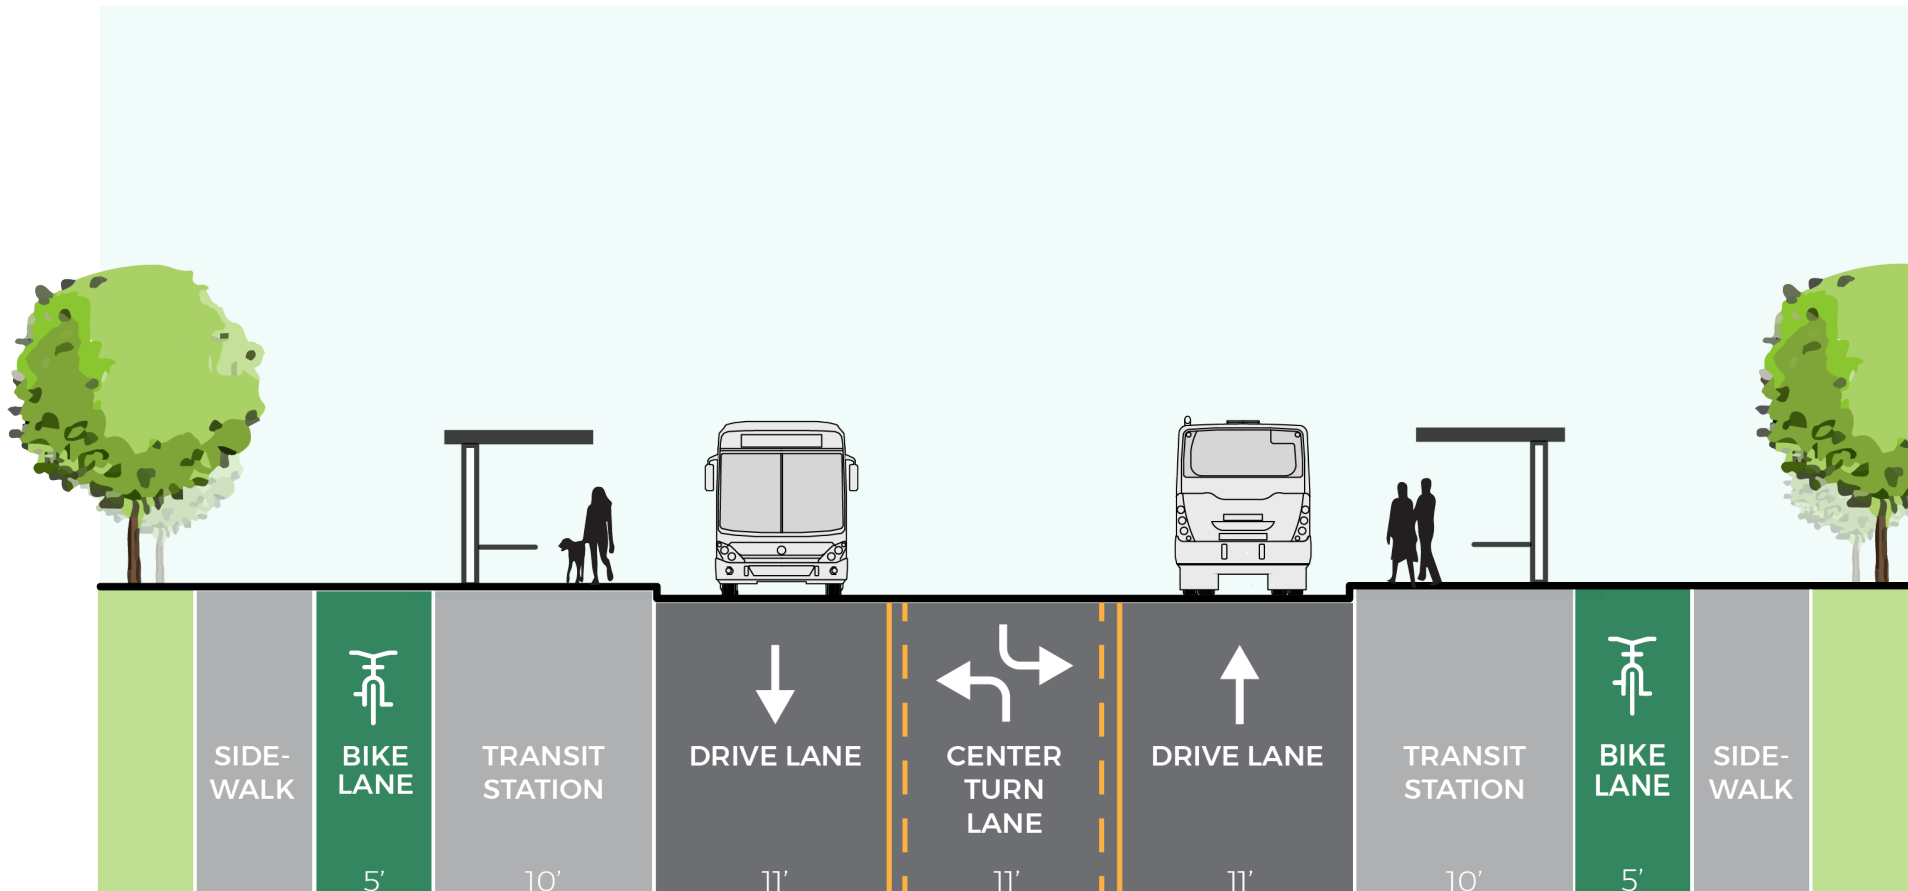 SIDE-
WALK
BIKE
LANE
5'
TRANSIT
STATION
10'
DRIVE LANE
11'
CENTER
TURN
LANE
11'
DRIVE LANE
11'
TRANSIT
STATION
10'
BIKE
LANE
5'
SIDE-
WALK